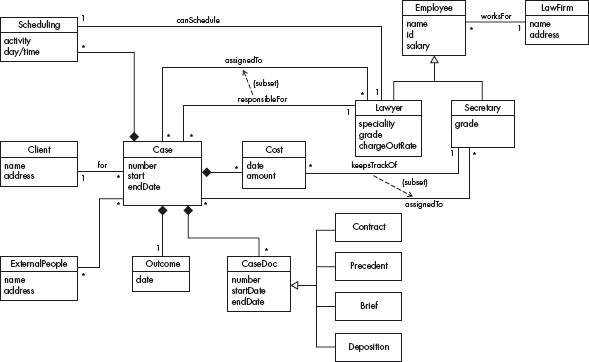 Employee
name
id
salary
worksFor
*
1
LawFirm
name
address
Scheduling
activity
day/time
1
*
canSchedule
assignedTo
{subset}
responsibleFor
*
1
1
*
*
Lawyer
speciality
grade
chargeOutRate
Secretary
grade
Client
name
address
for
1
*
Case
number
start
endDate
*
Cost
date
amount
*
keepsTrackOf
{subset}
assignedTo
1
*
*
*
ExternalPeople
name
address
*
1
Outcome
date
*
CaseDoc
number
startDate
endDate
Contract
Precedent
Brief
Deposition